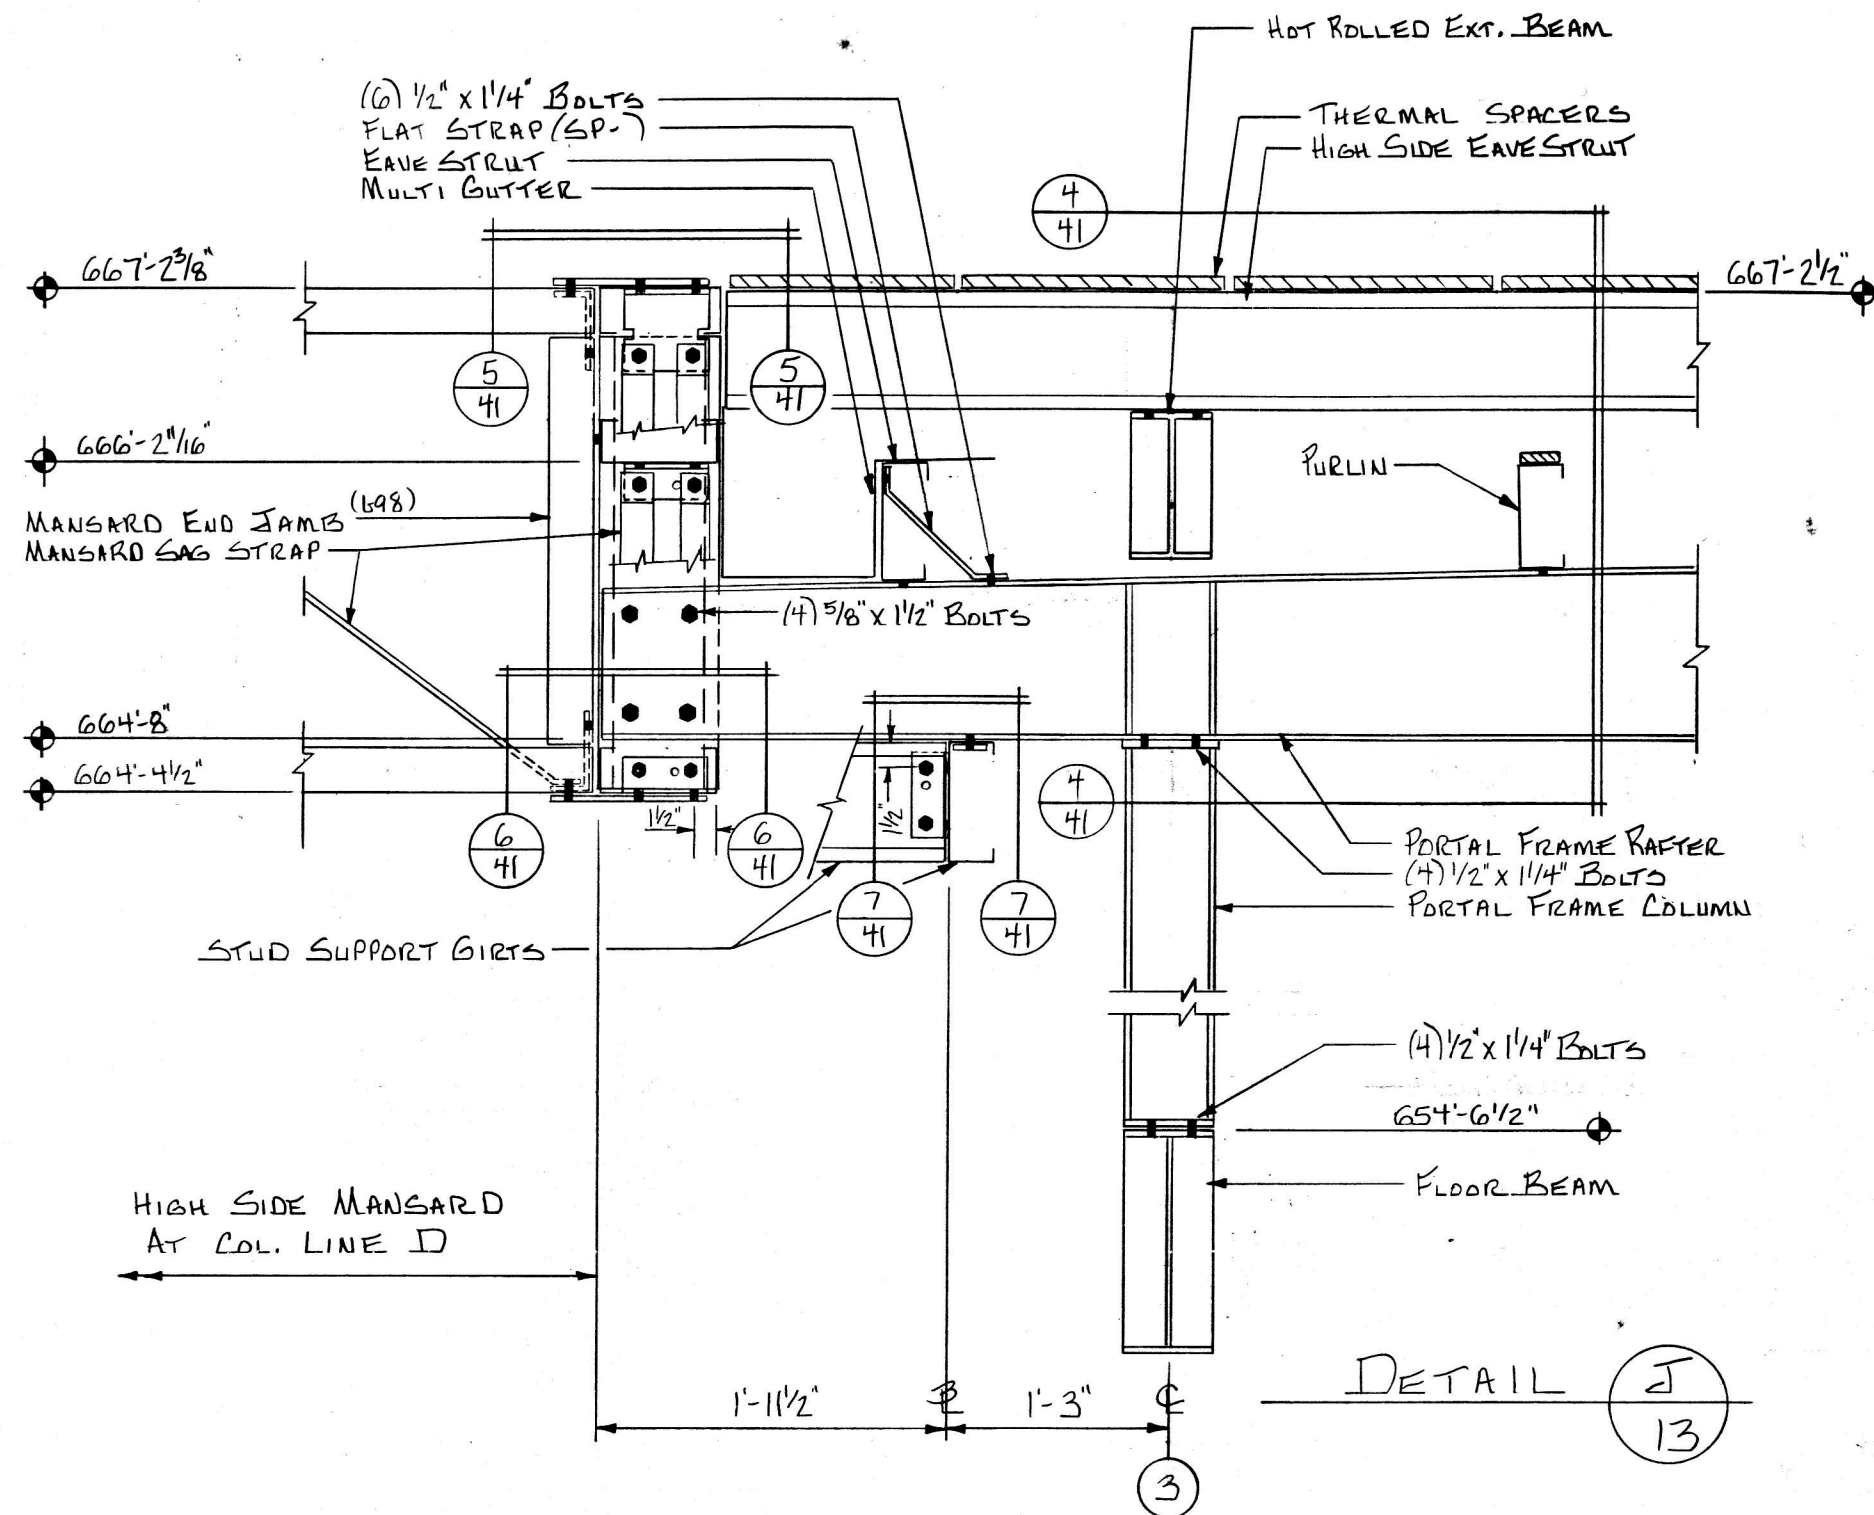 HOT ROLLED EXT. BEAM
(6) 1/2" X 1 1/4" BOLTS
FLAT STRAP (SP-)
EAVE STRUT
MULTI GUTTER
THERMAL SPACERS
HIGH SIDE EAVE STRUT
4
41
667'-2 3/8"
667'-2 1/2"
5
41
5
41
666'-2 11/16"
PURLIN
MANSARD END JAMB (698)
MANSARD SAG STRAP
(4) 5/8" X 1 1/2" BOLTS
664'-8"
664'-4 1/2"
4
41
1 1/2"
1 1/2"
6
41
6
41
PORTAL FRAME RAFTER
(4) 1/2" X 1 1/4" BOLTS
PORTAL FRAME COLUMN
7
41
7
41
STUD SUPPORT GIRTS
(4) 1/2" X 1 1/4" BOLTS
654'-6 1/2"
FLOOR BEAM
HIGH SIDE MANSARD
AT COL. LINE D
1'-11 1/2"
1'-3"
℄
DETAIL
J
13
3